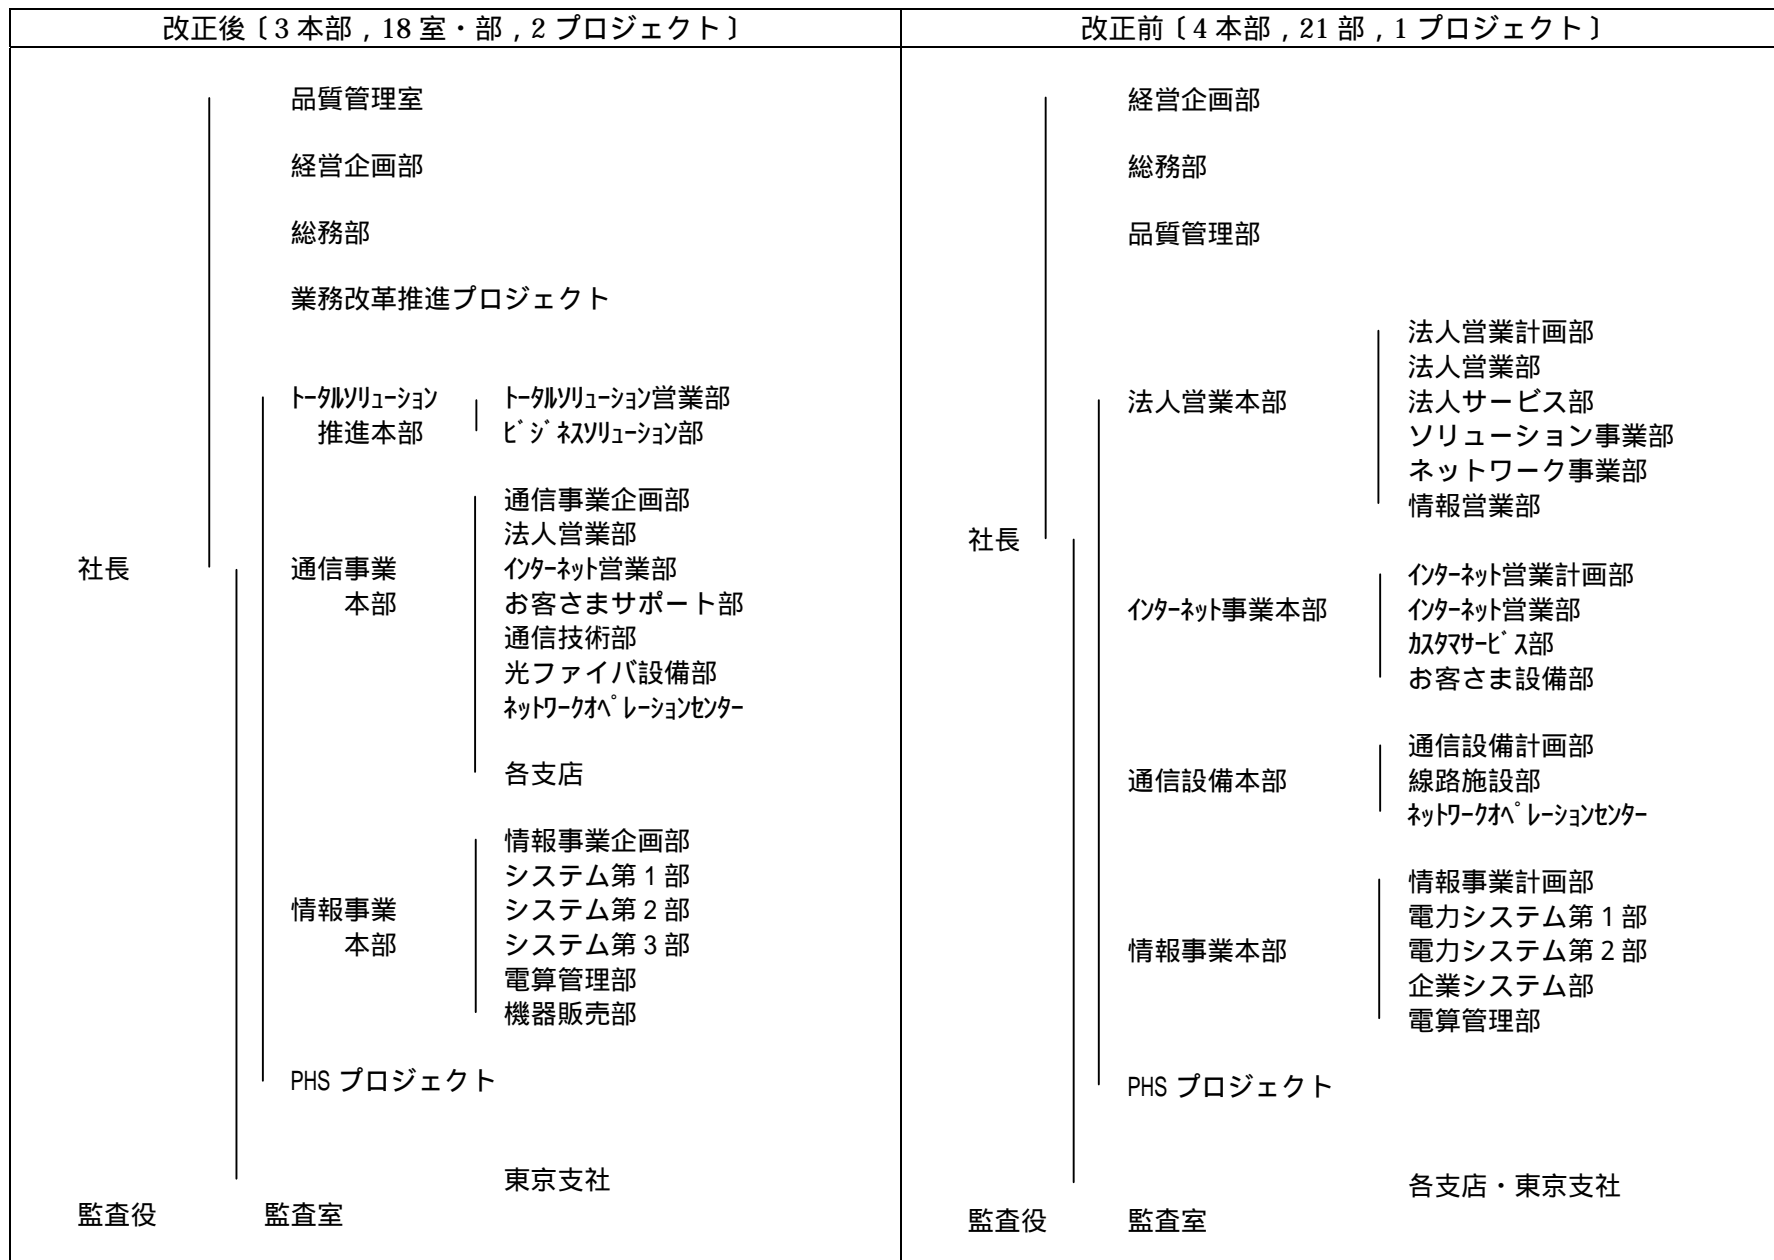 改正後〔3 本部，18 室・部，2 プロジェクト〕
品質管理室
経営企画部
総務部
業務改革推進プロジェクト
ﾄｰﾀﾙｿﾘｭｰｼｮﾝ
推進本部
ﾄｰﾀﾙｿﾘｭｰｼｮﾝ営業部
ﾋﾞｼﾞﾈｽｿﾘｭｰｼｮﾝ部
社長
通信事業
本部
通信事業企画部
法人営業部
ｲﾝﾀｰﾈｯﾄ営業部
お客さまサポート部
通信技術部
光ファイバ設備部
ﾈｯﾄﾜｰｸｵﾍﾟﾚｰｼｮﾝｾﾝﾀｰ
各支店
情報事業
本部
情報事業企画部
システム第１部
システム第２部
システム第３部
電算管理部
機器販売部
PHS プロジェクト
東京支社
監査役
監査室
改正前〔4 本部，21 部，1 プロジェクト〕
経営企画部
総務部
品質管理部
法人営業本部
法人営業計画部
法人営業部
法人サービス部
ソリューション事業部
ネットワーク事業部
情報営業部
社長
ｲﾝﾀｰﾈｯﾄ事業本部
ｲﾝﾀｰﾈｯﾄ営業計画部
ｲﾝﾀｰﾈｯﾄ営業部
ｶｽﾀﾏｻｰﾋﾞｽ部
お客さま設備部
通信設備本部
通信設備計画部
線路施設部
ﾈｯﾄﾜｰｸｵﾍﾟﾚｰｼｮﾝｾﾝﾀｰ
情報事業本部
情報事業計画部
電力システム第１部
電力システム第２部
企業システム部
電算管理部
PHS プロジェクト
各支店・東京支社
監査役
監査室